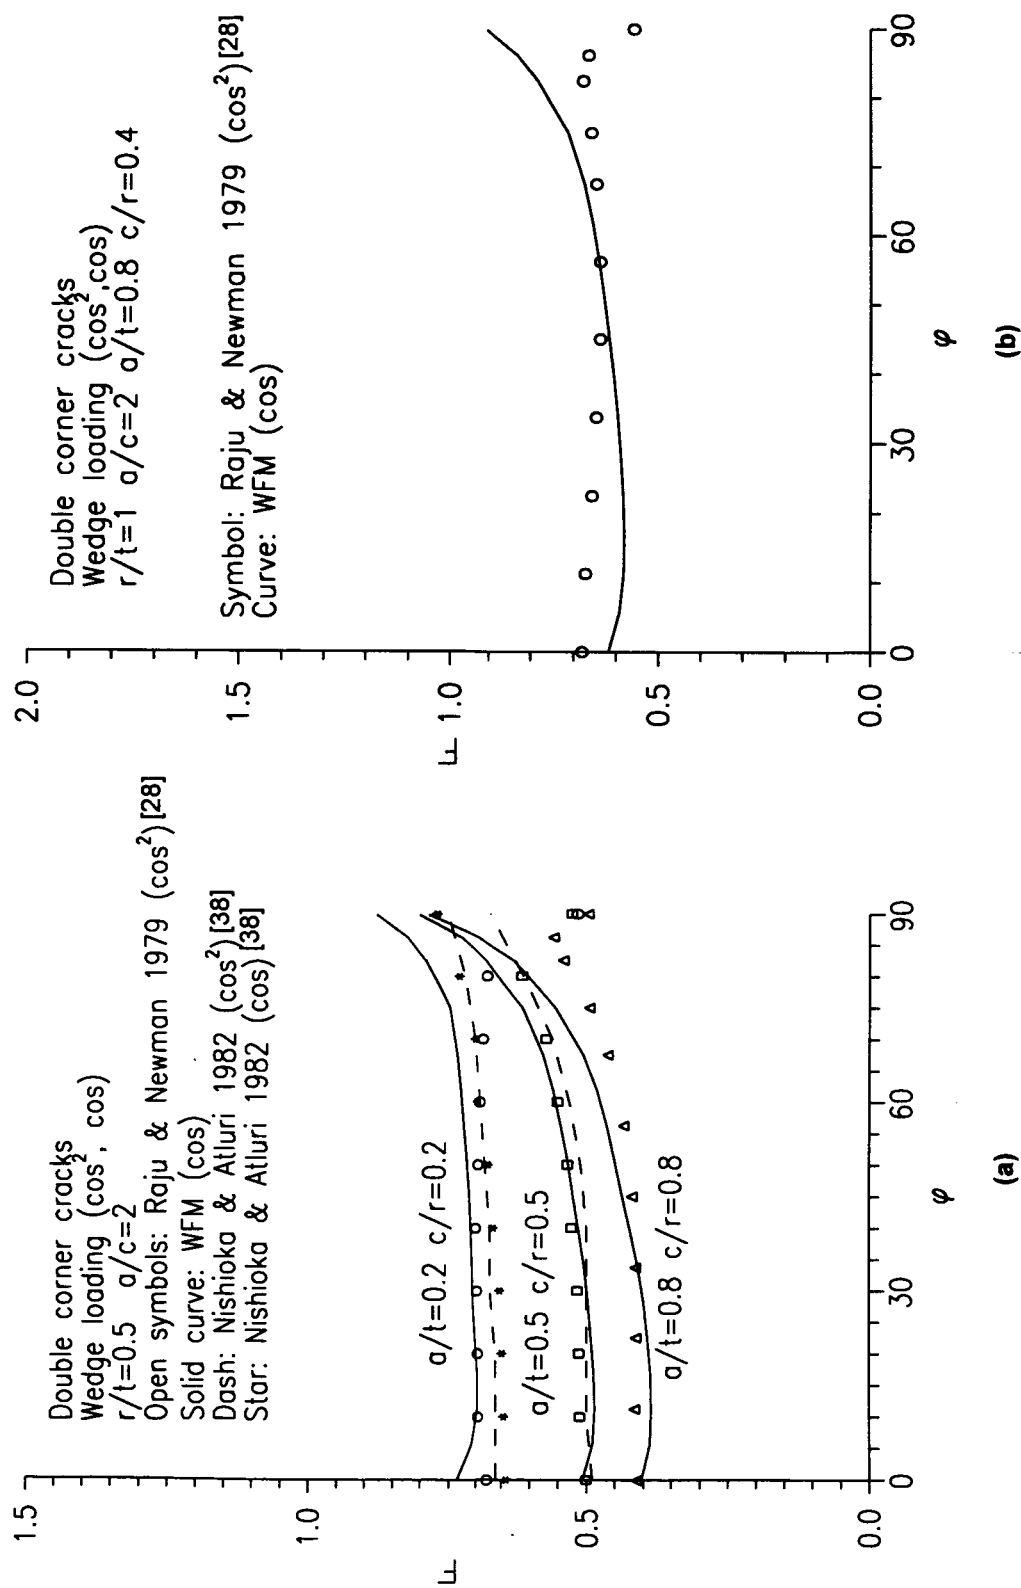 Double corner cracks
Wedge loading (cos², cos)
r/t=0.5 a/c=2
Open symbols: Raju & Newman 1979 (cos²)[28]
Solid curve: WFM (cos)
Dash: Nishioka & Atluri 1982 (cos²)[38]
Star: Nishioka & Atluri 1982 (cos)[38]
1.5
1.0
F
0.5
0.0
a/t=0.2 c/r=0.2
a/t=0.5 c/r=0.5
a/t=0.8 c/r=0.8
0
30
60
90
φ
(a)
Double corner cracks
Wedge loading (cos²,cos)
r/t=1 a/c=2 a/t=0.8 c/r=0.4
Symbol: Raju & Newman 1979 (cos²)[28]
Curve: WFM (cos)
2.0
1.5
F
1.0
0.5
0.0
0
30
60
90
φ
(b)